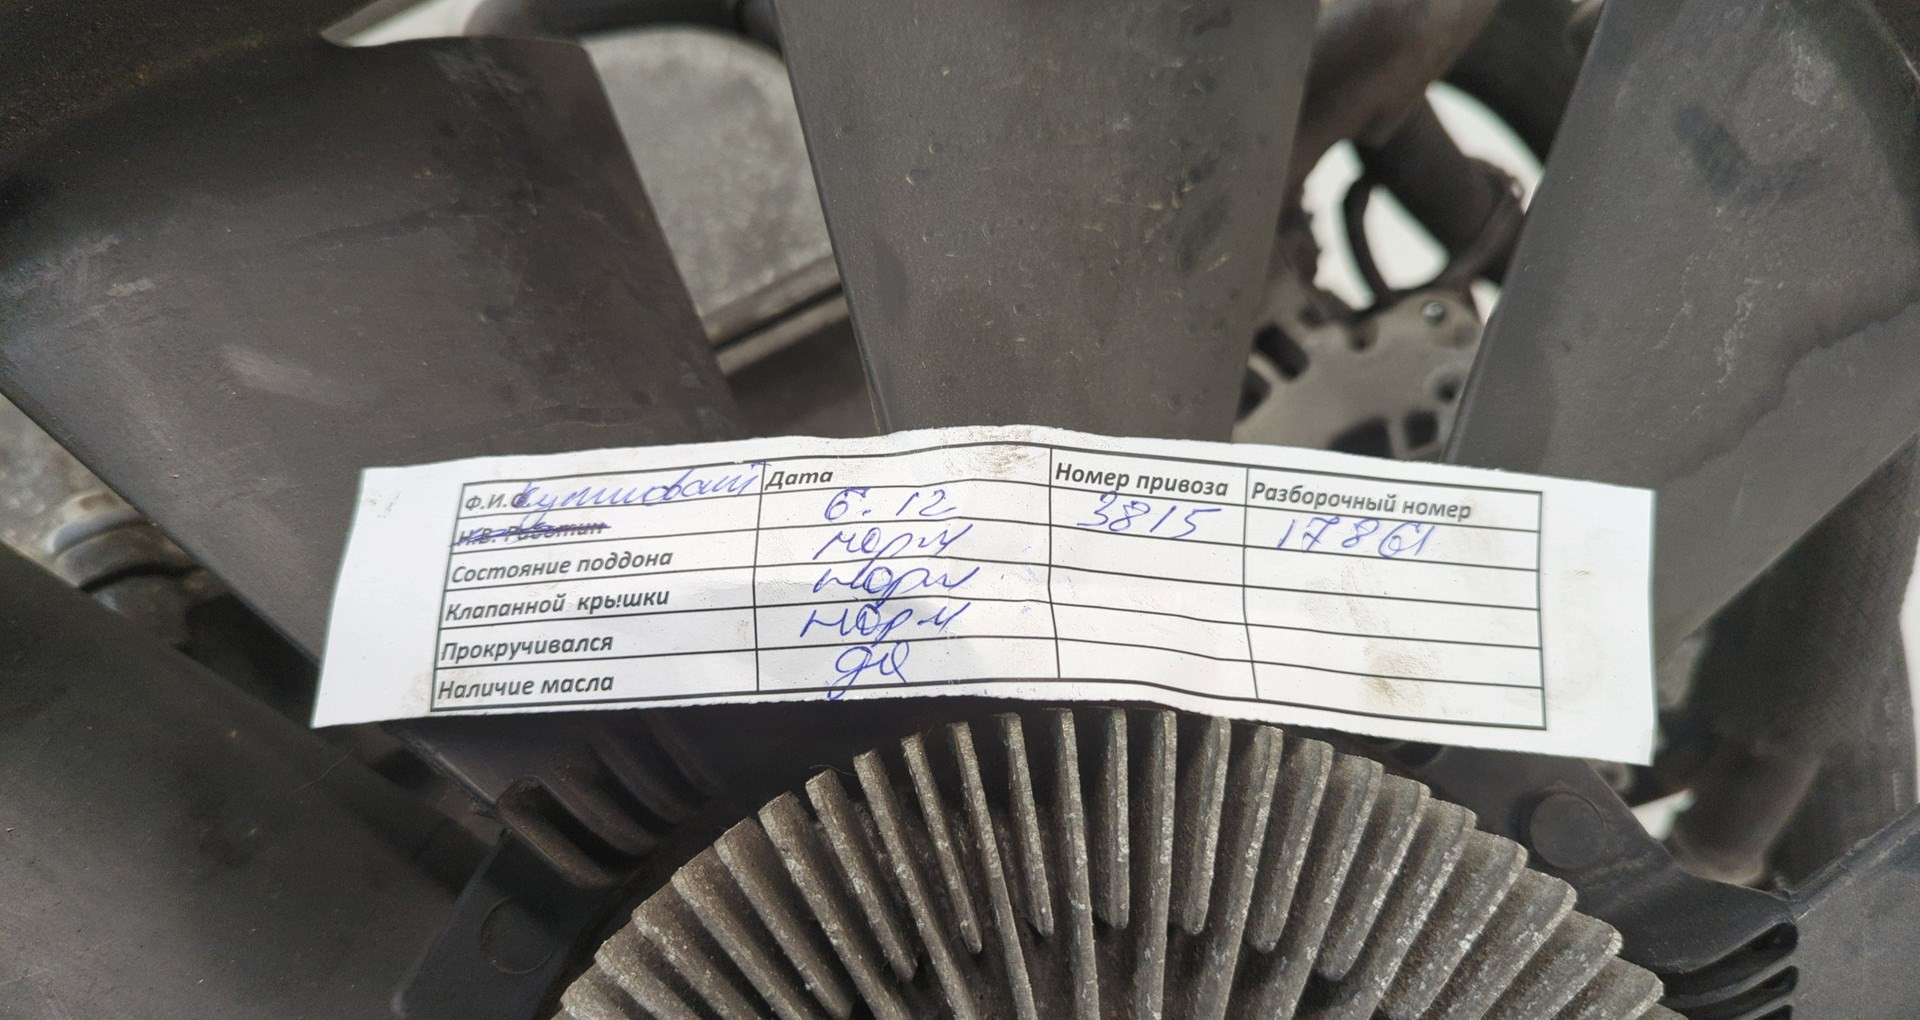 Ф.И.О Дата Номер привоза Разборочный номер
6.12 3815 17861
Состояние поддона норм
Клапанной крышки норм
Прокручивался норм
Наличие масла да